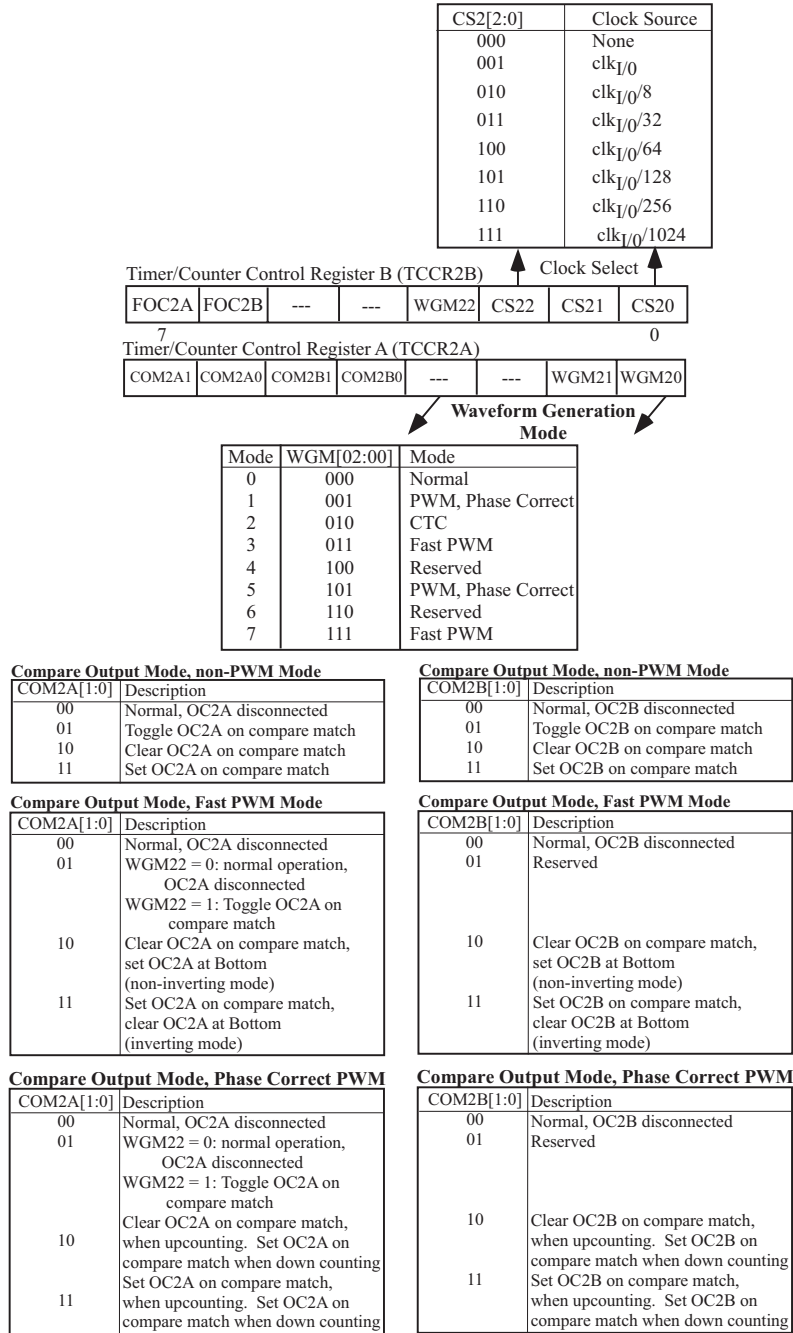 CS2[2:0] Clock Source
000 None
001 clkI/0
010 clkI/0/8
011 clkI/0/32
100 clkI/0/64
101 clkI/0/128
110 clkI/0/256
111 clkI/0/1024
Clock Select
Timer/Counter Control Register B (TCCR2B)
FOC2A FOC2B --- --- WGM22 CS22 CS21 CS20
7 0
Timer/Counter Control Register A (TCCR2A)
COM2A1 COM2A0 COM2B1 COM2B0 --- --- WGM21 WGM20
Waveform Generation
Mode
Mode WGM[02:00] Mode
0 000 Normal
1 001 PWM, Phase Correct
2 010 CTC
3 011 Fast PWM
4 100 Reserved
5 101 PWM, Phase Correct
6 110 Reserved
7 111 Fast PWM
Compare Output Mode, non-PWM Mode
COM2A[1:0] Description
00 Normal, OC2A disconnected
01 Toggle OC2A on compare match
10 Clear OC2A on compare match
11 Set OC2A on compare match
Compare Output Mode, non-PWM Mode
COM2B[1:0] Description
00 Normal, OC2B disconnected
01 Toggle OC2B on compare match
10 Clear OC2B on compare match
11 Set OC2B on compare match
Compare Output Mode, Fast PWM Mode
COM2A[1:0] Description
00 Normal, OC2A disconnected
01 WGM22 = 0: normal operation,
OC2A disconnected
WGM22 = 1: Toggle OC2A on
compare match
10 Clear OC2A on compare match,
set OC2A at Bottom
(non-inverting mode)
11 Set OC2A on compare match,
clear OC2A at Bottom
(inverting mode)
Compare Output Mode, Fast PWM Mode
COM2B[1:0] Description
00 Normal, OC2B disconnected
01 Reserved
10 Clear OC2B on compare match,
set OC2B at Bottom
(non-inverting mode)
11 Set OC2B on compare match,
clear OC2B at Bottom
(inverting mode)
Compare Output Mode, Phase Correct PWM
COM2A[1:0] Description
00 Normal, OC2A disconnected
01 WGM22 = 0: normal operation,
OC2A disconnected
WGM22 = 1: Toggle OC2A on
compare match
Clear OC2A on compare match,
10 when upcounting. Set OC2A on
compare match when down counting
Set OC2A on compare match,
11 when upcounting. Set OC2A on
compare match when down counting
Compare Output Mode, Phase Correct PWM
COM2B[1:0] Description
00 Normal, OC2B disconnected
01 Reserved
10 Clear OC2B on compare match,
when upcounting. Set OC2B on
compare match when down counting
11 Set OC2B on compare match,
when upcounting. Set OC2B on
compare match when down counting